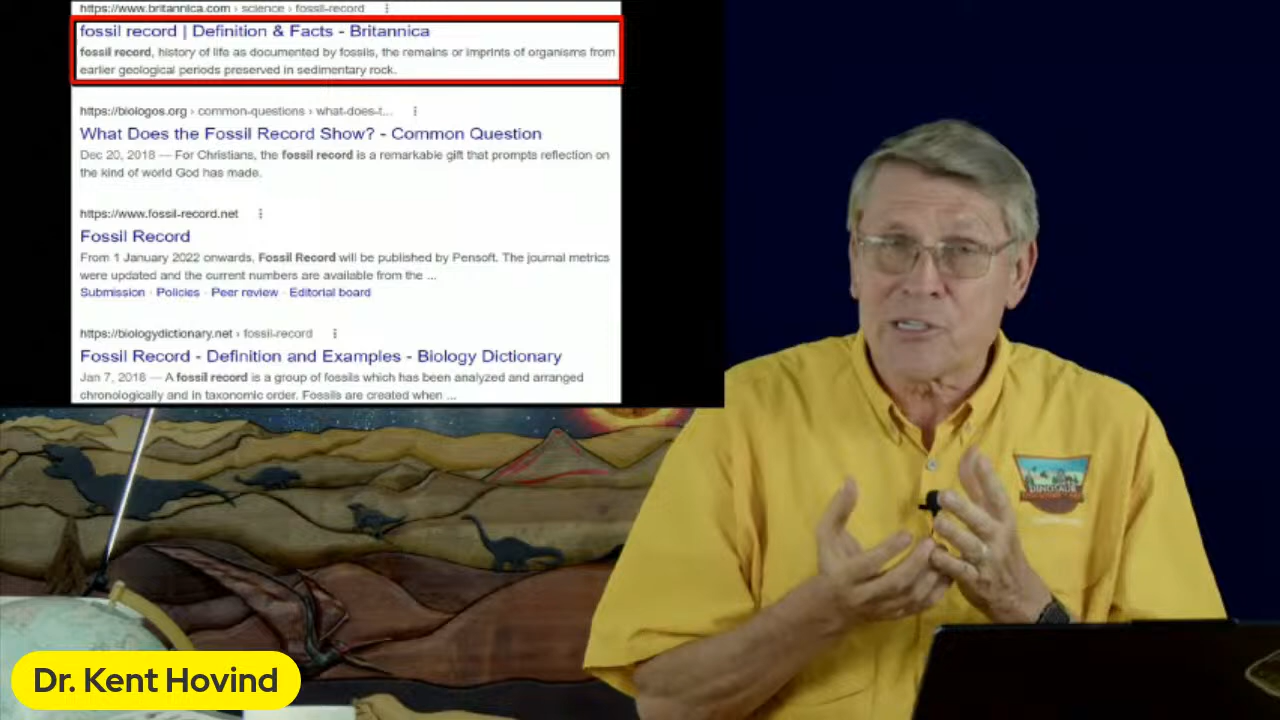 https://www.britannica.com › science › fossil-record
fossil record | Definition & Facts - Britannica
fossil record, history of life as documented by fossils, the remains or imprints of organisms from
earlier geological periods preserved in sedimentary rock.
https://biologos.org › common-questions › what-does-t...
What Does the Fossil Record Show? - Common Question
Dec 20, 2018 — For Christians, the fossil record is a remarkable gift that prompts reflection on
the kind of world God has made.
https://www.fossil-record.net
Fossil Record
From 1 January 2022 onwards, Fossil Record will be published by Pensoft. The journal metrics
were updated and the current numbers are available from the ...
Submission · Policies · Peer review · Editorial board
https://biologydictionary.net › fossil-record
Fossil Record - Definition and Examples - Biology Dictionary
Jan 7, 2018 — A fossil record is a group of fossils which has been analyzed and arranged
chronologically and in taxonomic order. Fossils are created when ...
DINOSAUR
Dr. Kent Hovind